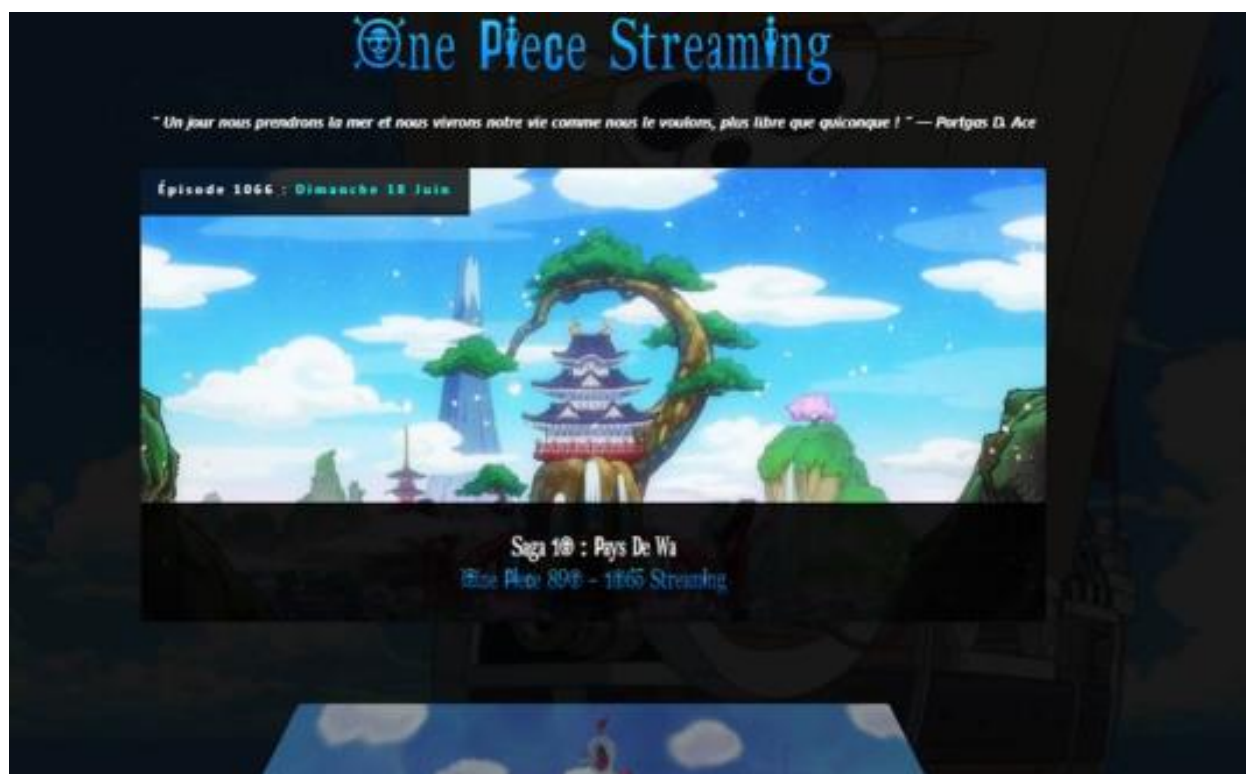 One Piece Streaming
" Un jour nous prendrons la mer et nous vivrons notre vie comme nous le voulons, plus libre que quiconque ! " — Portgas D. Ace
Épisode 1066 : Dimanche 18 Juin
Saga 10 : Pays De Wa
One Piece 890 - 1065 Streaming